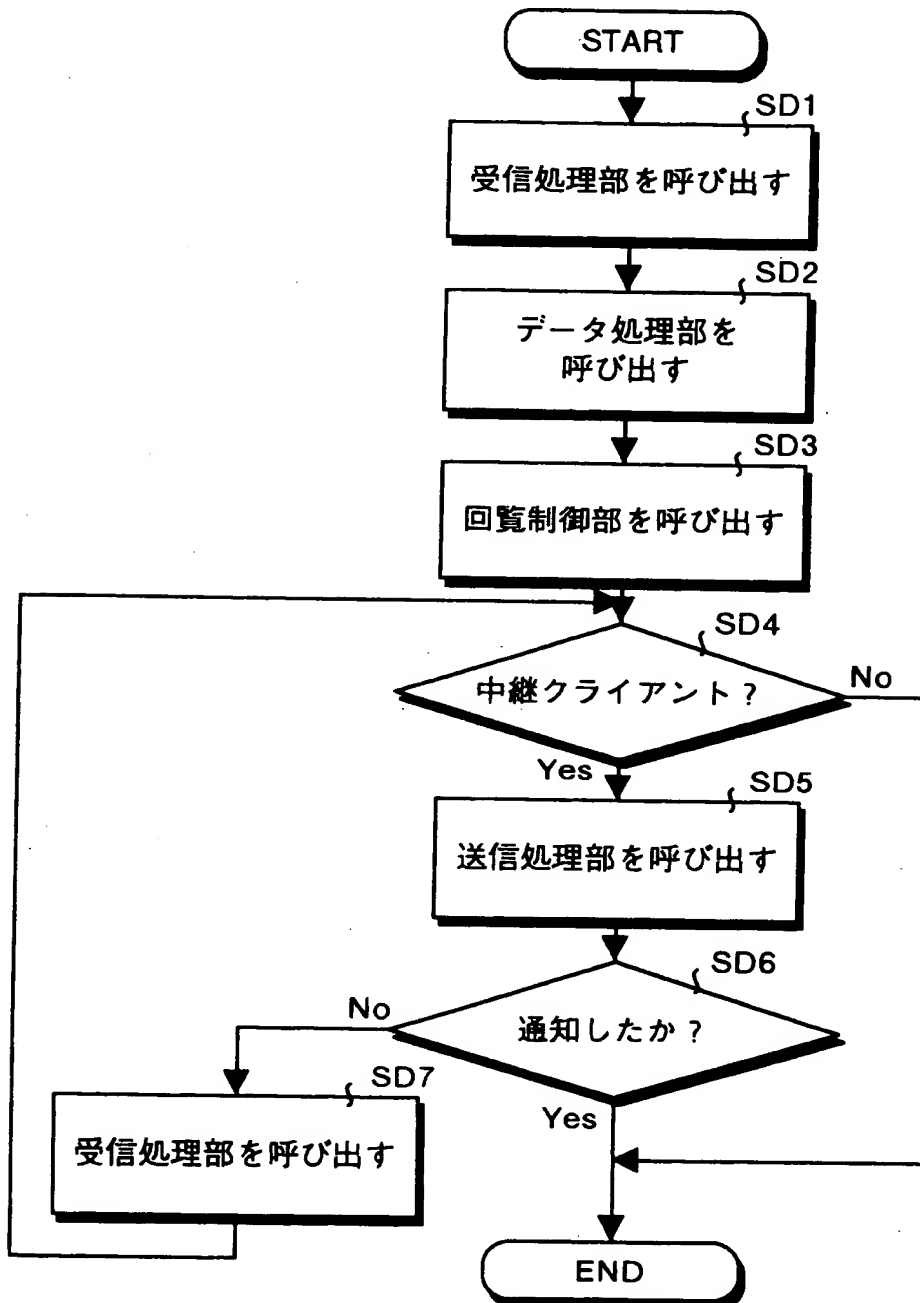 START
SD1
受信処理部を呼び出す
SD2
データ処理部を
呼び出す
SD3
回覧制御部を呼び出す
SD4
中継クライアント?
No
Yes
SD5
送信処理部を呼び出す
SD6
通知したか?
No
Yes
SD7
受信処理部を呼び出す
END